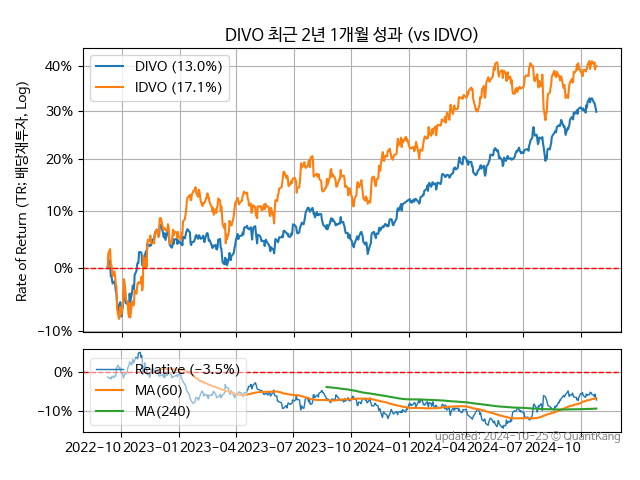 DIVO 최근 2년 1개월 성과 (vs IDVO)
Rate of Return (TR: 배당재투자, Log)
40%
30%
20%
10%
0%
−10%
DIVO (13.0%)
IDVO (17.1%)
0%
−10%
Relative (−3.5%)
MA(60)
MA(240)
2022-10 2023-01 2023-04 2023-07 2023-10 2024-01 2024-04 2024-07 2024-10
updated: 2024-10-25 © QuantKang